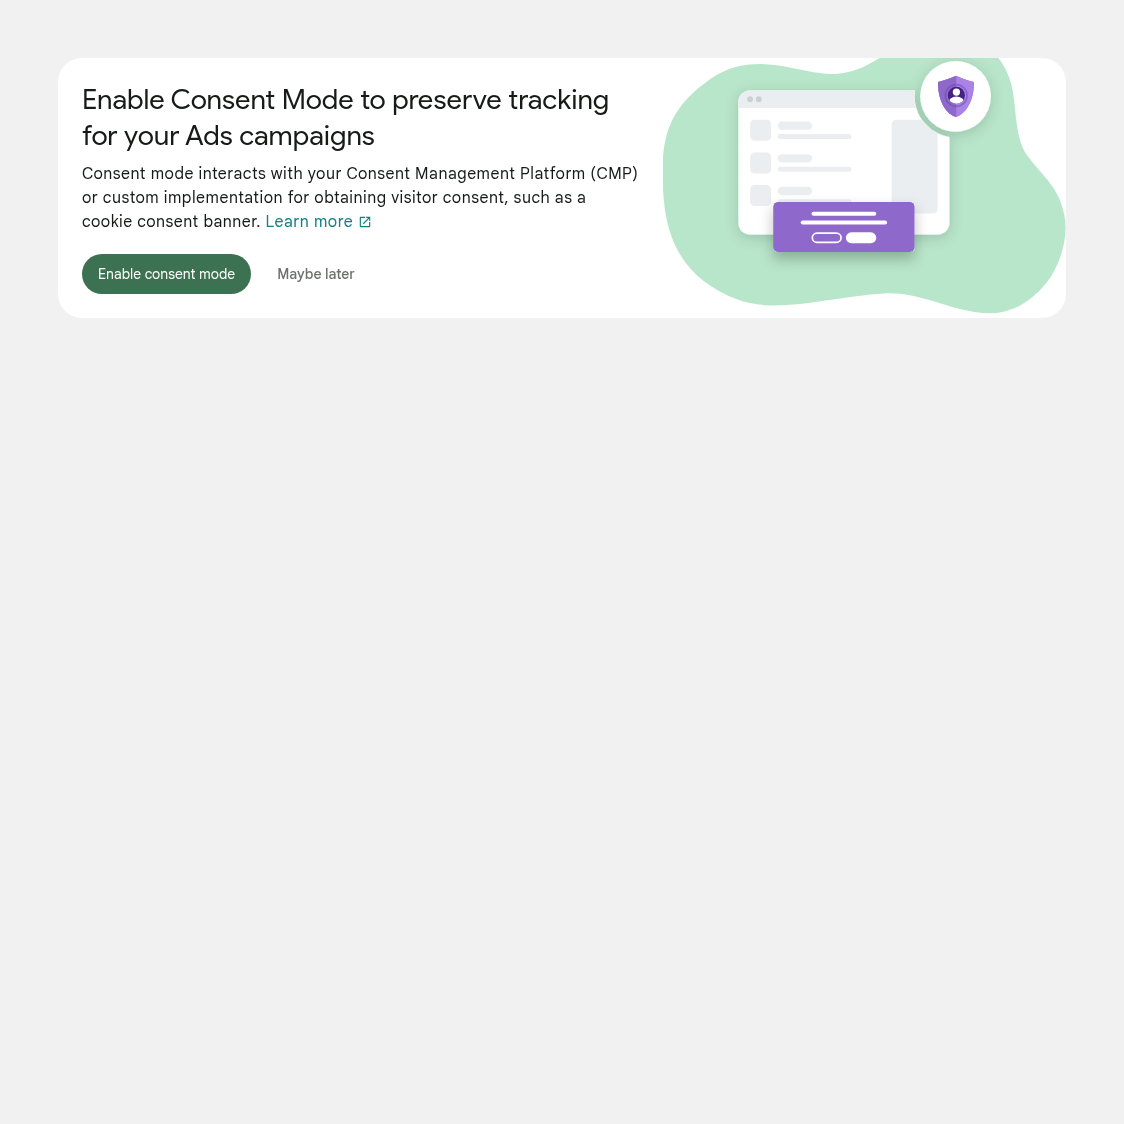 Enable Consent Mode to preserve tracking
for your Ads campaigns
Consent mode interacts with your Consent Management Platform (CMP)
or custom implementation for obtaining visitor consent, such as a
cookie consent banner. Learn more
Enable consent mode
Maybe later